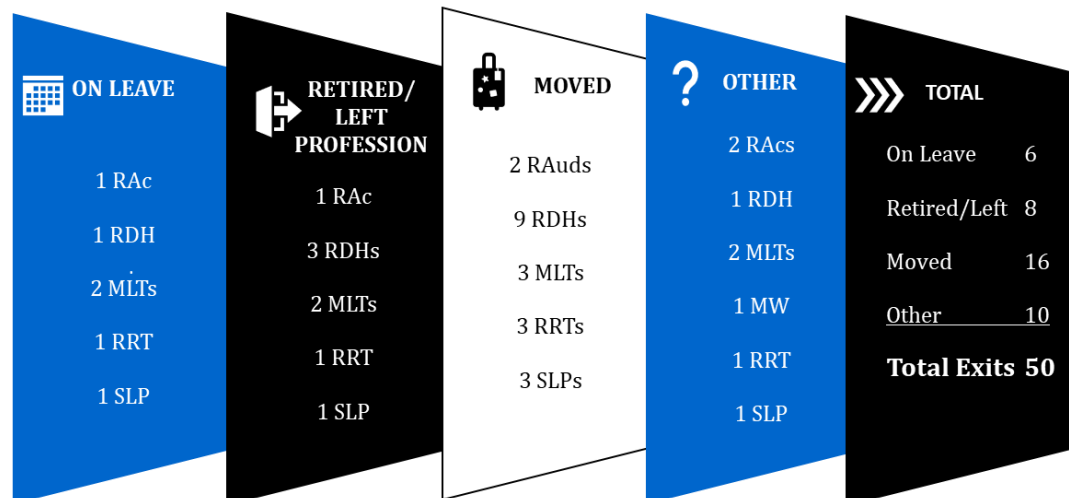 ON LEAVE
1 RAc
1 RDH
2 MLTs
1 RRT
1 SLP
RETIRED/
LEFT
PROFESSION
1 RAc
3 RDHs
2 MLTs
1 RRT
1 SLP
MOVED
2 RAuds
9 RDHs
3 MLTs
3 RRTs
3 SLPs
?
OTHER
2 RAcs
1 RDH
2 MLTs
1 MW
1 RRT
1 SLP
TOTAL
On Leave 6
Retired/Left 8
Moved 16
Other 10
Total Exits 50